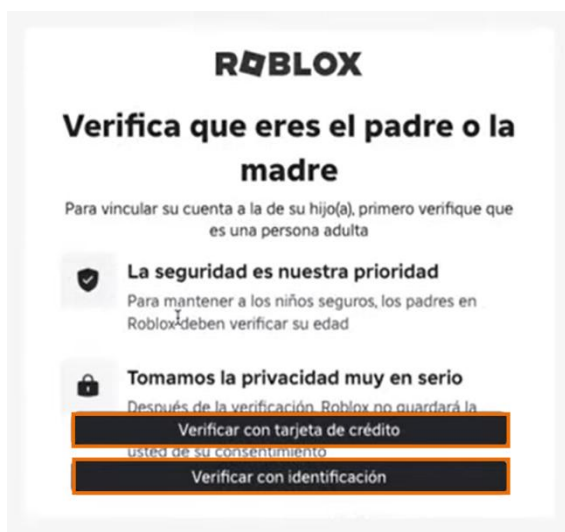 ROBLOX
Verifica que eres el padre o la
madre
Para vincular su cuenta a la de su hijo(a), primero verifique que
es una persona adulta
La seguridad es nuestra prioridad
Para mantener a los niños seguros, los padres en
Roblox deben verificar su edad
Tomamos la privacidad muy en serio
Después de la verificación, Roblox no guardará la
Verificar con tarjeta de crédito
usted de su consentimiento
Verificar con identificación